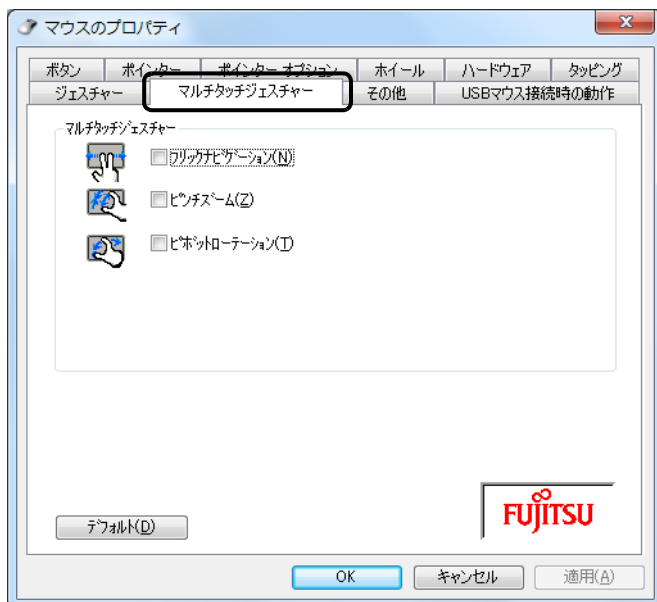 マウスのプロパティ
ボタン ポインター ポインター オプション ホイール ハードウェア タッピング
ジェスチャー マルチタッチジェスチャー その他 USBマウス接続時の動作
マルチタッチジェスチャー
フリックナビゲーション(N)
ピンチズーム(Z)
ピボットローテーション(T)
FUJITSU
デフォルト(D)
OK キャンセル 適用(A)